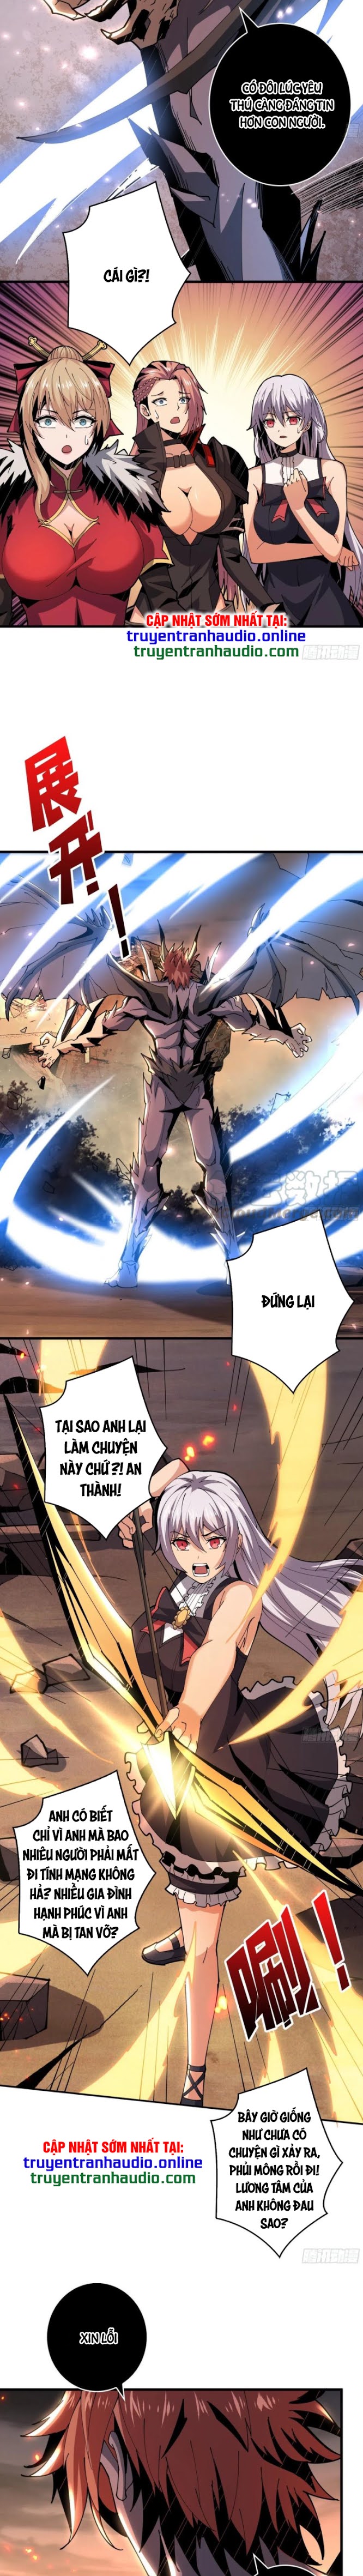 CÓ ĐÔI LÚC YÊU
THÚ CÀNG ĐÁNG TIN
HƠN CON NGƯỜI.
CÁI GÌ?!
CẬP NHẬT SỚM NHẤT TẠI:
truyentranhaudio.online
truyentranhaudio.com
展开!
ĐỨNG LẠI
TẠI SAO ANH LẠI
LÀM CHUYỆN
NÀY CHỨ?! AN
THÀNH!
ANH CÓ BIẾT
CHỈ VÌ ANH MÀ BAO
NHIÊU NGƯỜI PHẢI MẤT
ĐI TÍNH MẠNG KHÔNG
HẢ? NHIỀU GIA ĐÌNH
HẠNH PHÚC VÌ ANH
MÀ BỊ TAN VỠ?
唰!
BÂY GIỜ GIỐNG
NHƯ CHƯA CÓ
CHUYỆN GÌ XẢY RA,
PHỦI MÔNG RỒI ĐI!
LƯƠNG TÂM CỦA
ANH KHÔNG ĐAU
SAO?
CẬP NHẬT SỚM NHẤT TẠI:
truyentranhaudio.online
truyentranhaudio.com
XIN LỖI